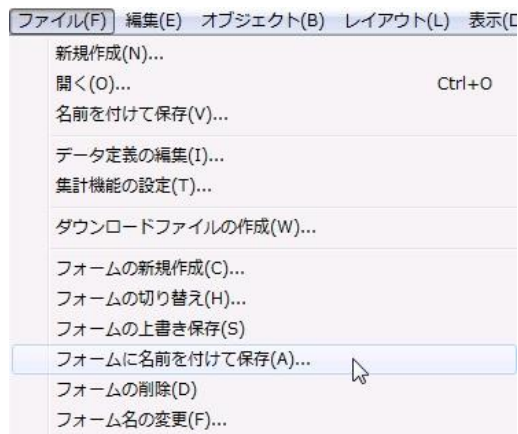 ファイル(F) 編集(E) オブジェクト(B) レイアウト(L) 表示(D
新規作成(N)...
開く(O)... Ctrl+O
名前を付けて保存(V)...
データ定義の編集(I)...
集計機能の設定(T)...
ダウンロードファイルの作成(W)...
フォームの新規作成(C)...
フォームの切り替え(H)...
フォームの上書き保存(S)
フォームに名前を付けて保存(A)...
フォームの削除(D)
フォーム名の変更(F)...